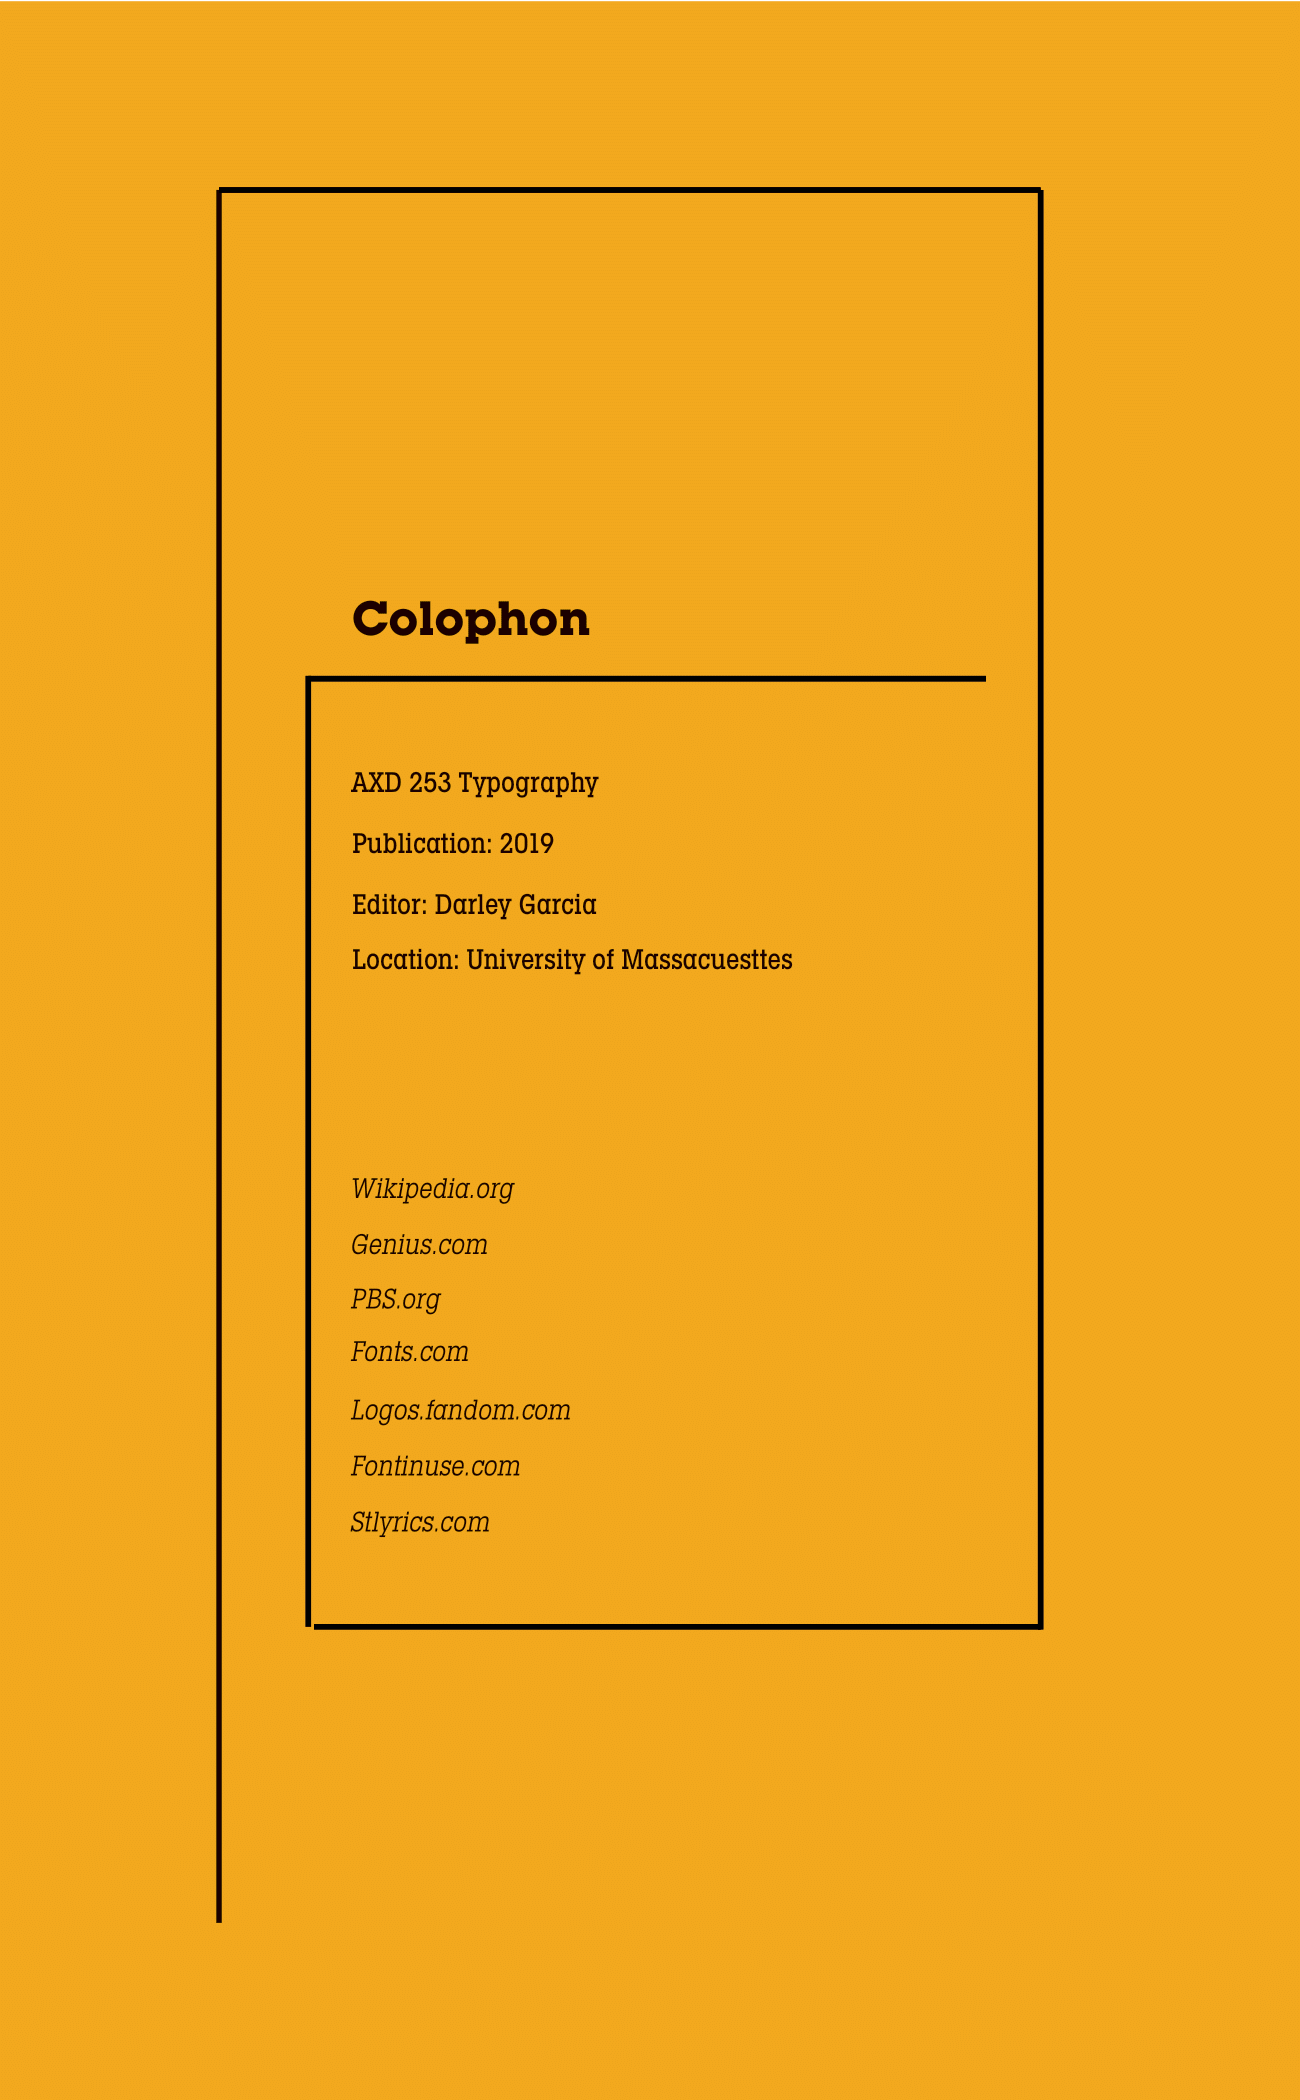 Colophon
AXD 253 Typography
Publication: 2019
Editor: Darley Garcia
Location: University of Massacuesttes
Wikipedia.org
Genius.com
PBS.org
Fonts.com
Logos.fandom.com
Fontinuse.com
Stlyrics.com